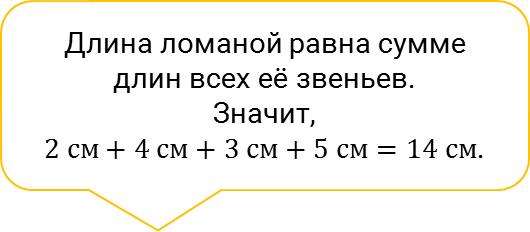 Длина ломаной равна сумме
длин всех её звеньев.
Значит,
2 см + 4 см + 3 см + 5 см = 14 см.